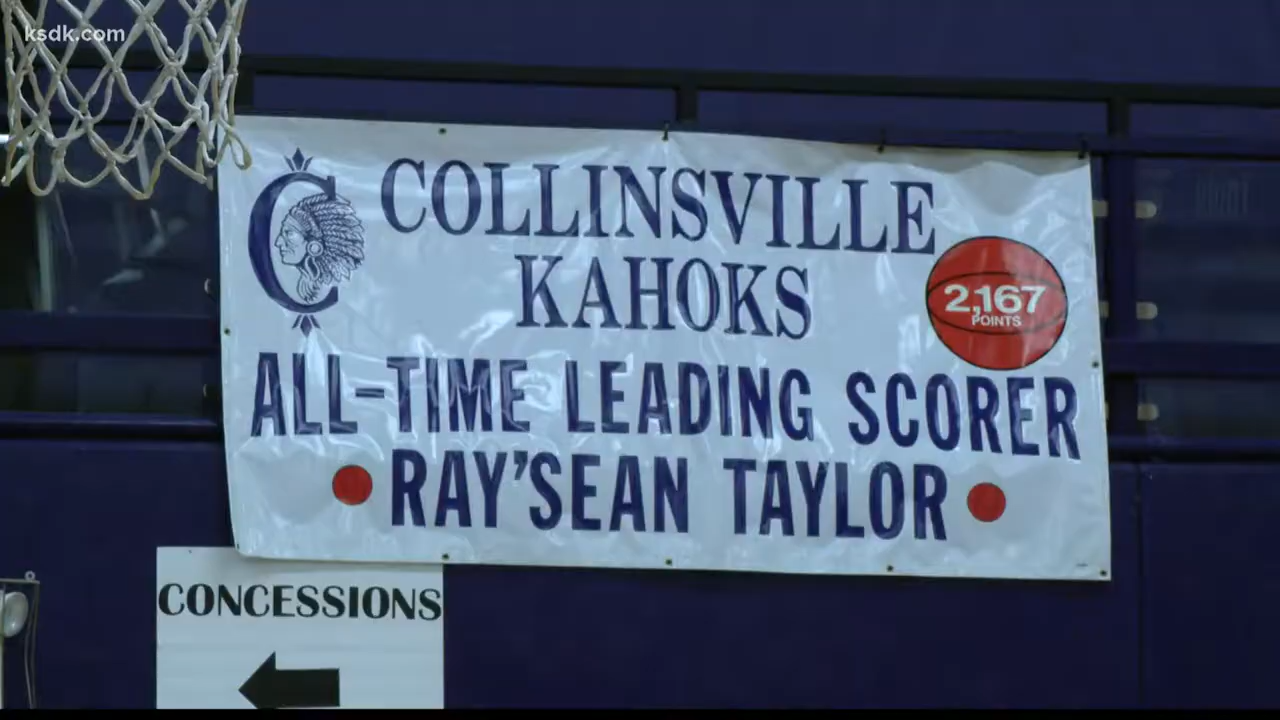 ksdk.com
COLLINSVILLE
KAHOKS
2,167
POINTS
ALL-TIME LEADING SCORER
• RAY'SEAN TAYLOR •
CONCESSIONS